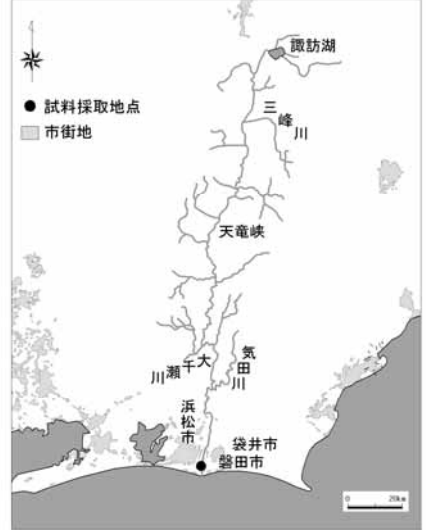 諏訪湖
三峰川
● 試料採取地点
市街地
天竜峡
大千瀬川
気田川
浜松市
袋井市
磐田市
0 20km